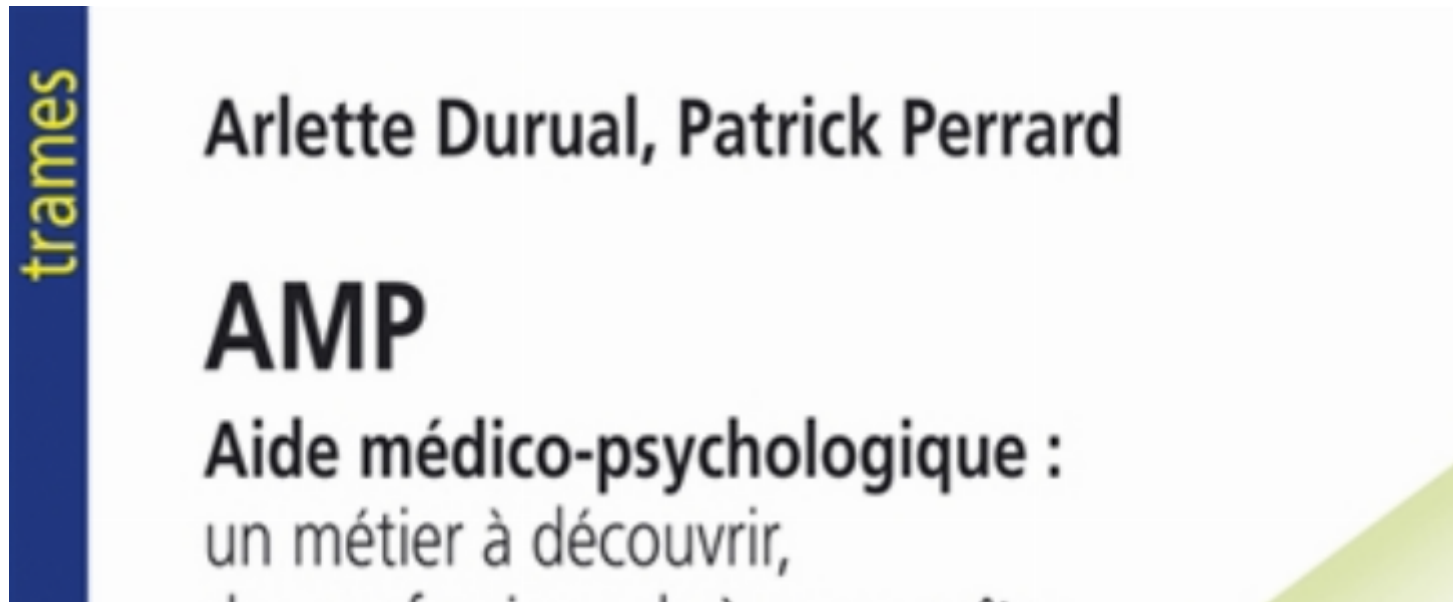 trames
Arlette Durual, Patrick Perrard
AMP
Aide médico-psychologique :
un métier à découvrir,